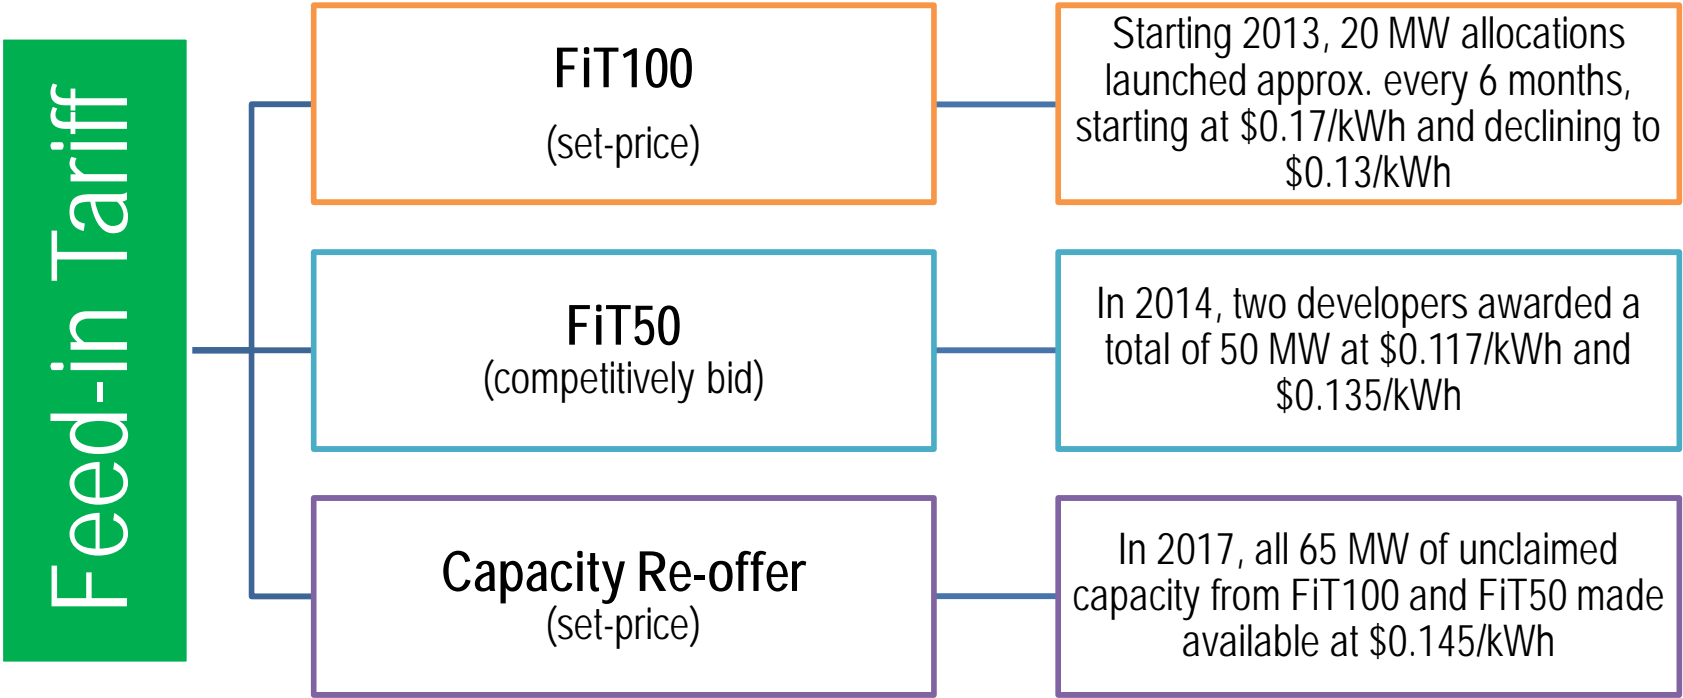 Feed-in Tariff
FiT100
(set-price)
Starting 2013, 20 MW allocations
launched approx. every 6 months,
starting at $0.17/kWh and declining to
$0.13/kWh
FiT50
(competitively bid)
In 2014, two developers awarded a
total of 50 MW at $0.117/kWh and
$0.135/kWh
Capacity Re-offer
(set-price)
In 2017, all 65 MW of unclaimed
capacity from FiT100 and FiT50 made
available at $0.145/kWh